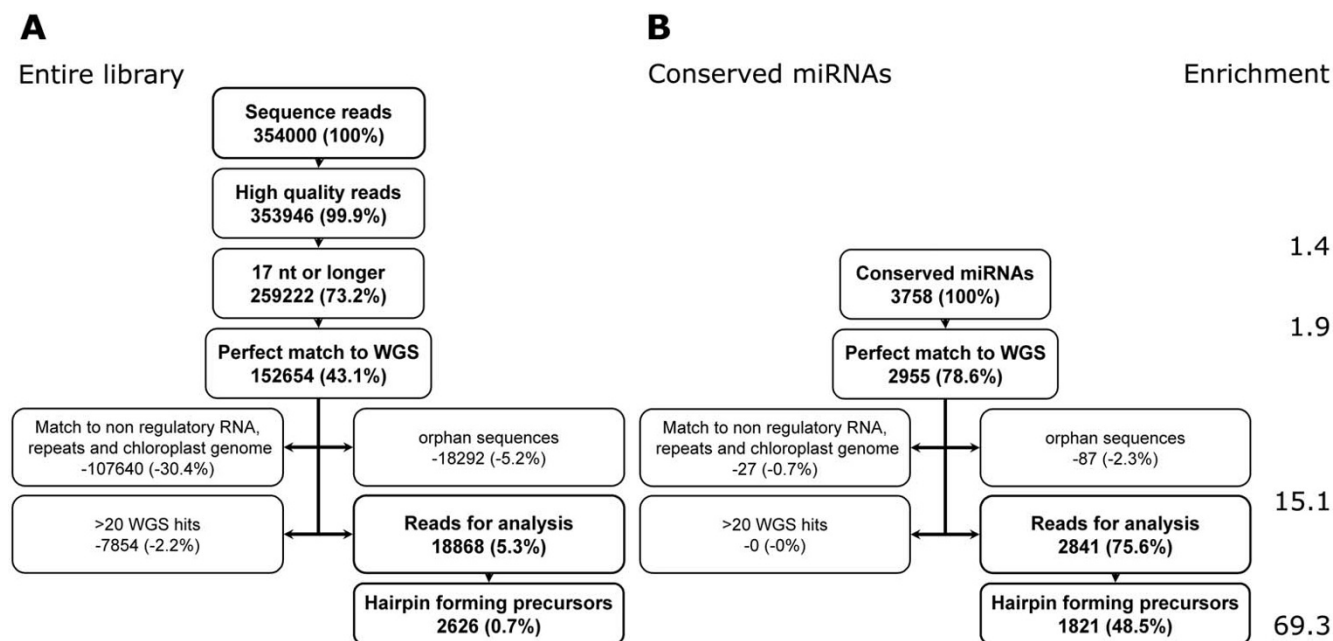 A
Entire library
Sequence reads
354000 (100%)
High quality reads
353946 (99.9%)
17 nt or longer
259222 (73.2%)
Perfect match to WGS
152654 (43.1%)
Match to non regulatory RNA,
repeats and chloroplast genome
-107640 (-30.4%)
orphan sequences
-18292 (-5.2%)
>20 WGS hits
-7854 (-2.2%)
Reads for analysis
18868 (5.3%)
Hairpin forming precursors
2626 (0.7%)
B
Conserved miRNAs
Enrichment
1.4
Conserved miRNAs
3758 (100%)
1.9
Perfect match to WGS
2955 (78.6%)
Match to non regulatory RNA,
repeats and chloroplast genome
-27 (-0.7%)
orphan sequences
-87 (-2.3%)
>20 WGS hits
-0 (-0%)
Reads for analysis
2841 (75.6%)
15.1
Hairpin forming precursors
1821 (48.5%)
69.3